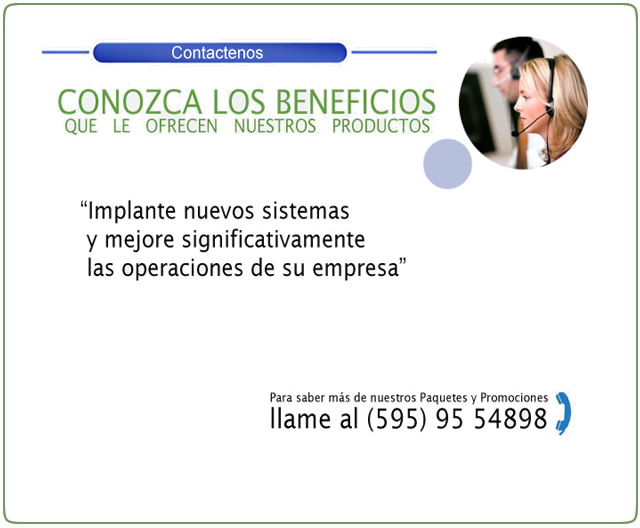 Contactenos
CONOZCA LOS BENEFICIOS
QUE LE OFRECEN NUESTROS PRODUCTOS
“Implante nuevos sistemas
y mejore significativamente
las operaciones de su empresa”
Para saber más de nuestros Paquetes y Promociones
llame al (595) 95 54898